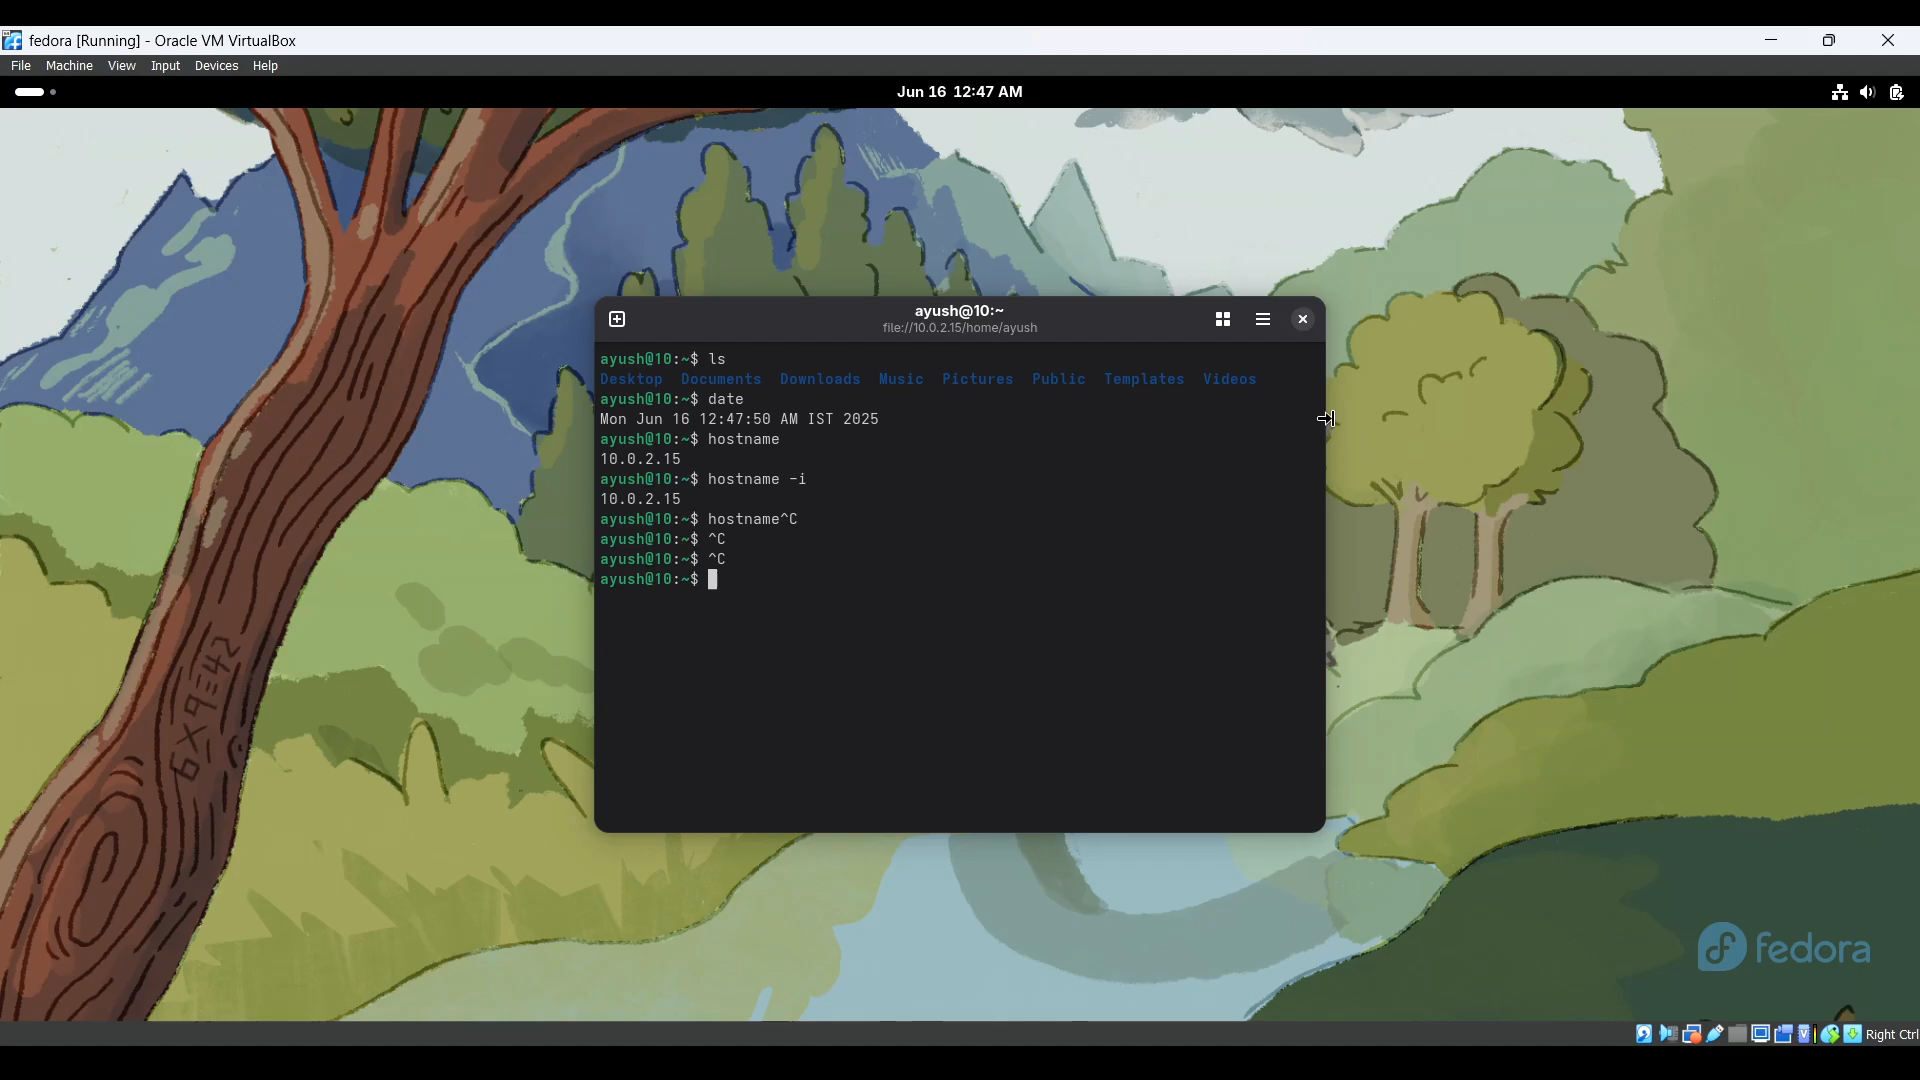 fedora [Running] - Oracle VM VirtualBox
File Machine View Input Devices Help
Jun 16 12:47 AM
ayush@10:~
file://10.0.2.15/home/ayush
ayush@10:~$ ls
Desktop Documents Downloads Music Pictures Public Templates Videos
ayush@10:~$ date
Mon Jun 16 12:47:50 AM IST 2025
ayush@10:~$ hostname
10.0.2.15
ayush@10:~$ hostname -i
10.0.2.15
ayush@10:~$ hostname^C
ayush@10:~$ ^C
ayush@10:~$ ^C
ayush@10:~$
6X9=42
fedora
Right Ctrl